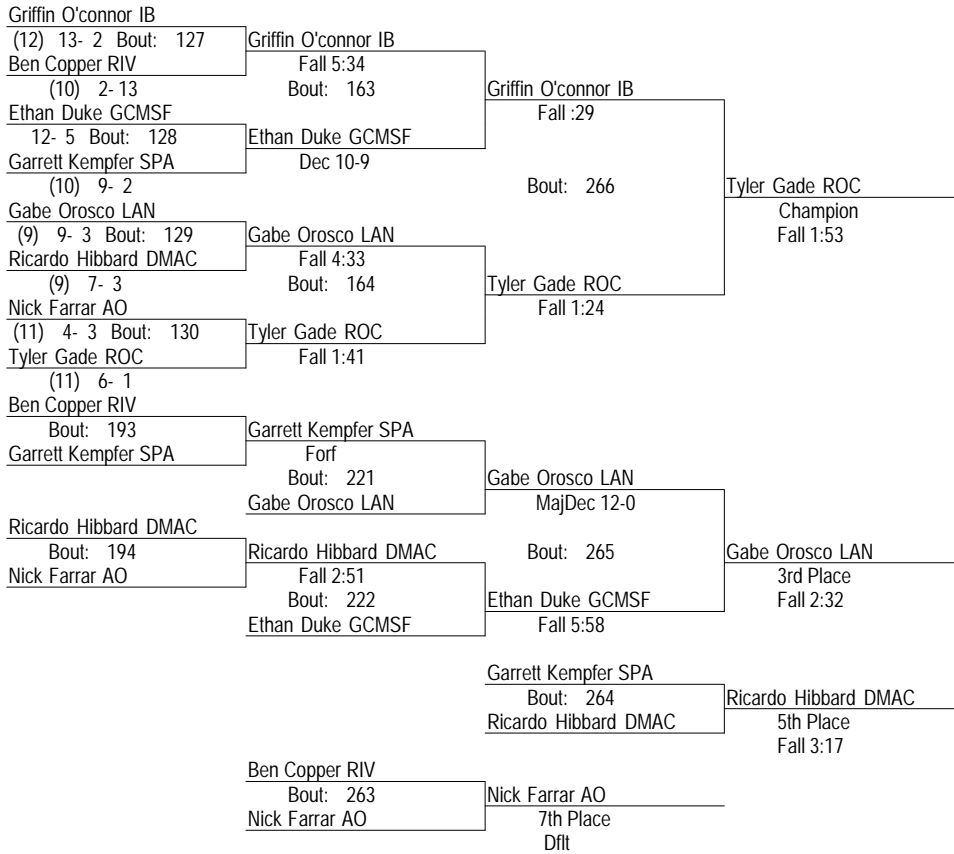 Griffin O'connor IB
(12) 13- 2 Bout: 127 Griffin O'connor IB
Ben Copper RIV Fall 5:34
(10) 2- 13 Bout: 163 Griffin O'connor IB
Ethan Duke GCMSF Fall :29
12- 5 Bout: 128 Ethan Duke GCMSF
Garrett Kempfer SPA Dec 10-9
(10) 9- 2 Bout: 266 Tyler Gade ROC
Gabe Orosco LAN Champion
(9) 9- 3 Bout: 129 Gabe Orosco LAN Fall 1:53
Ricardo Hibbard DMAC Fall 4:33
(9) 7- 3 Bout: 164 Tyler Gade ROC
Nick Farrar AO Fall 1:24
(11) 4- 3 Bout: 130 Tyler Gade ROC
Tyler Gade ROC Fall 1:41
(11) 6- 1
Ben Copper RIV
Bout: 193 Garrett Kempfer SPA
Garrett Kempfer SPA Forf
Bout: 221 Gabe Orosco LAN
Gabe Orosco LAN MajDec 12-0
Ricardo Hibbard DMAC
Bout: 194 Ricardo Hibbard DMAC Bout: 265 Gabe Orosco LAN
Nick Farrar AO Fall 2:51 3rd Place
Bout: 222 Ethan Duke GCMSF Fall 2:32
Ethan Duke GCMSF Fall 5:58
Garrett Kempfer SPA
Bout: 264 Ricardo Hibbard DMAC
Ricardo Hibbard DMAC 5th Place
Fall 3:17
Ben Copper RIV
Bout: 263 Nick Farrar AO
Nick Farrar AO 7th Place
Dflt